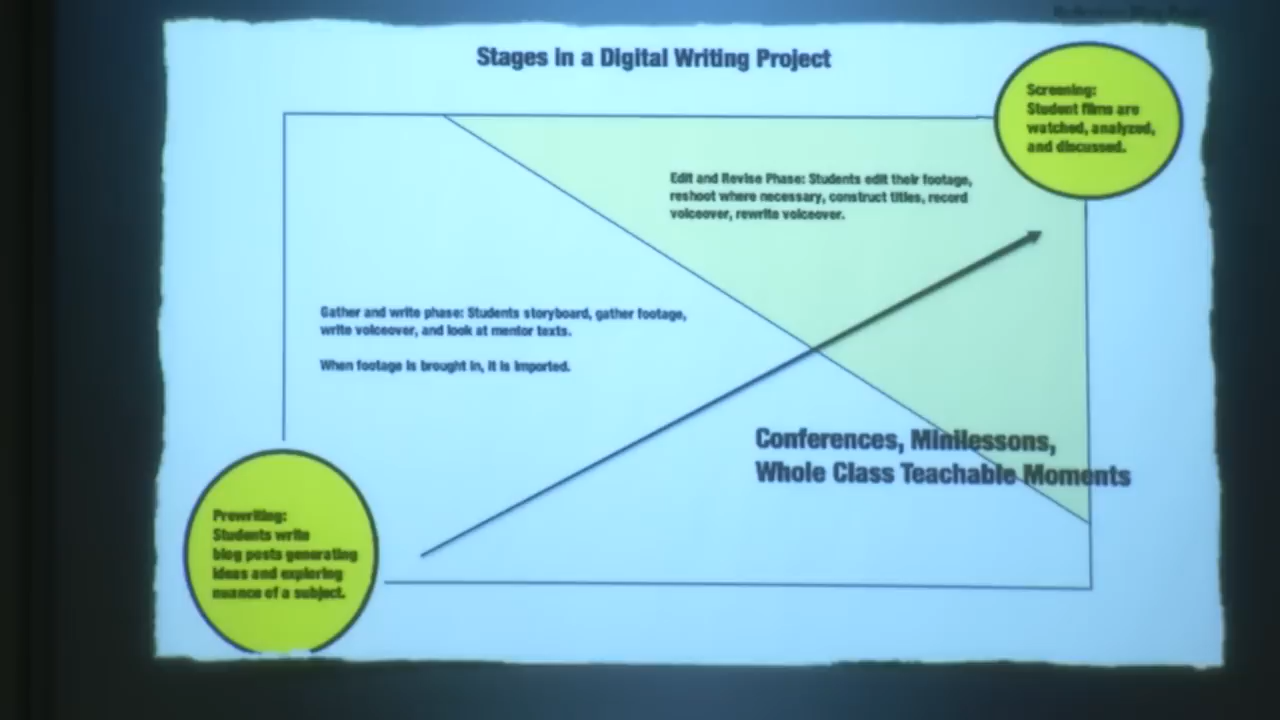 Stages in a Digital Writing Project
Screening:
Student films are
watched, analyzed,
and discussed.
Edit and Revise Phase: Students edit their footage,
reshoot where necessary, construct titles, record
voiceover, rewrite voiceover.
Gather and write phase: Students storyboard, gather footage,
write voiceover, and look at mentor texts.
When footage is brought in, it is imported.
Conferences, Minilessons,
Whole Class Teachable Moments
Prewriting:
Students write
blog posts generating
ideas and exploring
nuance of a subject.